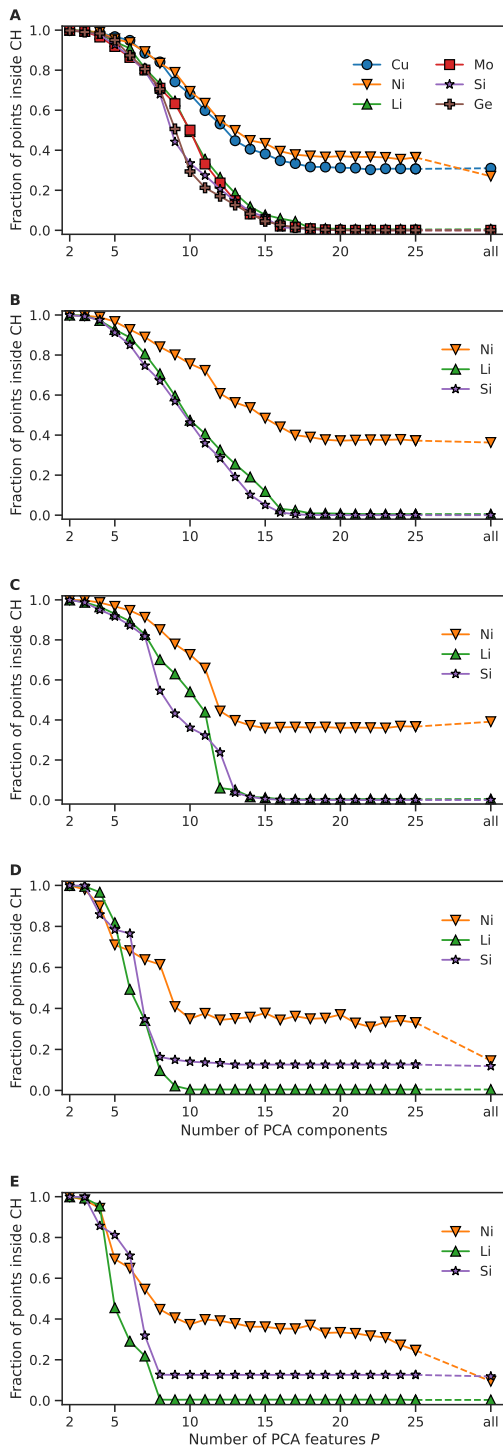 A
Fraction of points inside CH
1.0
0.8
0.6
0.4
0.2
0.0
Cu Mo
Ni Si
Li Ge
2 5 10 15 20 25 all
B
Fraction of points inside CH
1.0
0.8
0.6
0.4
0.2
0.0
Ni
Li
Si
2 5 10 15 20 25 all
C
Fraction of points inside CH
1.0
0.8
0.6
0.4
0.2
0.0
Ni
Li
Si
2 5 10 15 20 25 all
D
Fraction of points inside CH
1.0
0.8
0.6
0.4
0.2
0.0
Ni
Li
Si
2 5 10 15 20 25 all
Number of PCA components
E
Fraction of points inside CH
1.0
0.8
0.6
0.4
0.2
0.0
Ni
Li
Si
2 5 10 15 20 25 all
Number of PCA features P